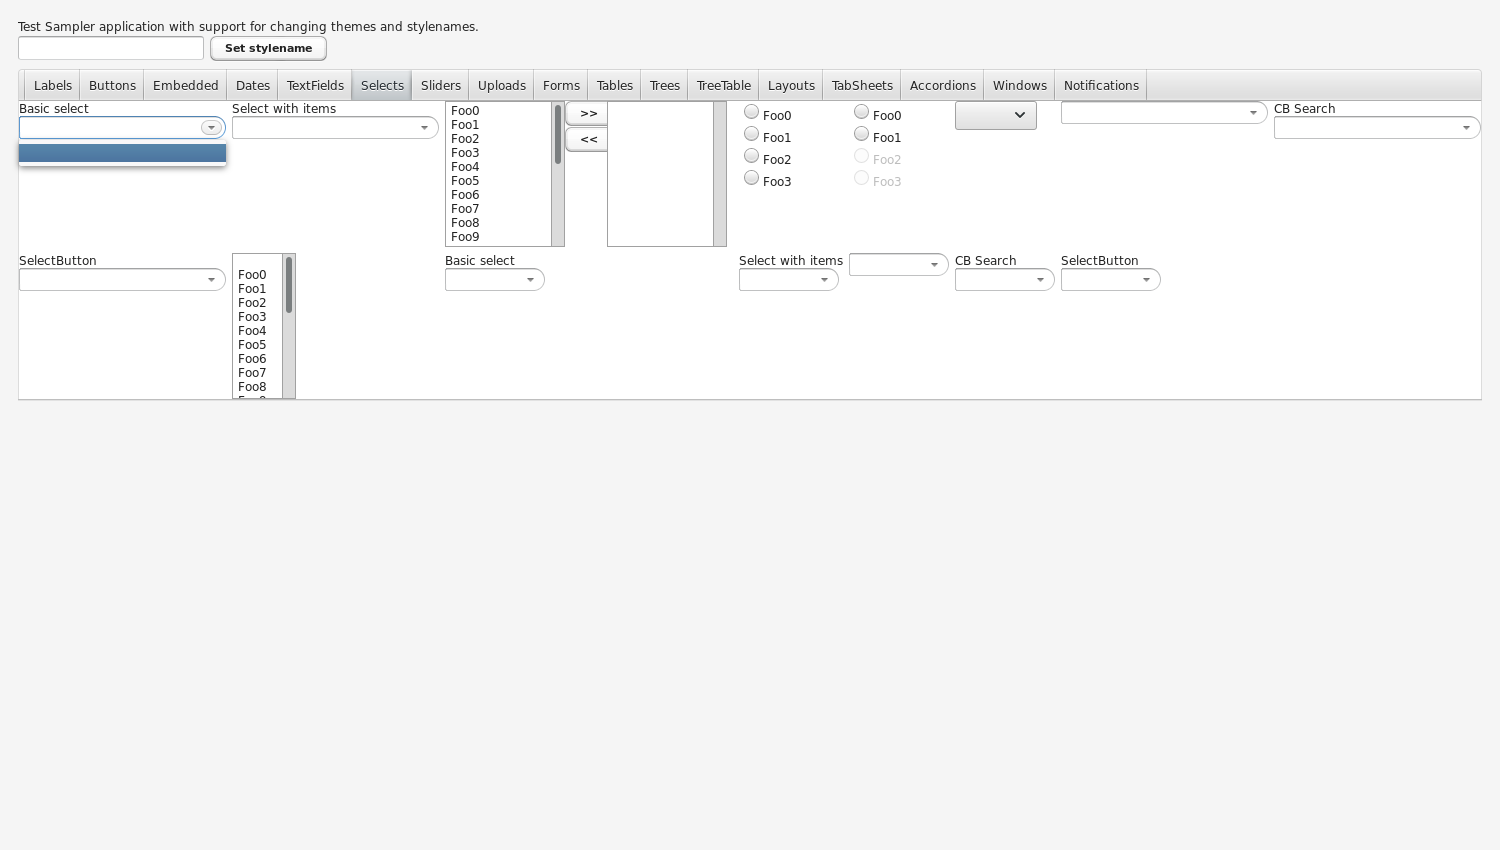 Test Sampler application with support for changing themes and stylenames.
Set stylename
Labels Buttons Embedded Dates TextFields Selects Sliders Uploads Forms Tables Trees TreeTable Layouts TabSheets Accordions Windows Notifications
Basic select
Select with items
Foo0
Foo1
Foo2
Foo3
Foo4
Foo5
Foo6
Foo7
Foo8
Foo9
>>
<<
Foo0
Foo1
Foo2
Foo3
Foo0
Foo1
Foo2
Foo3
CB Search
SelectButton
Foo0
Foo1
Foo2
Foo3
Foo4
Foo5
Foo6
Foo7
Foo8
Basic select
Select with items
CB Search
SelectButton